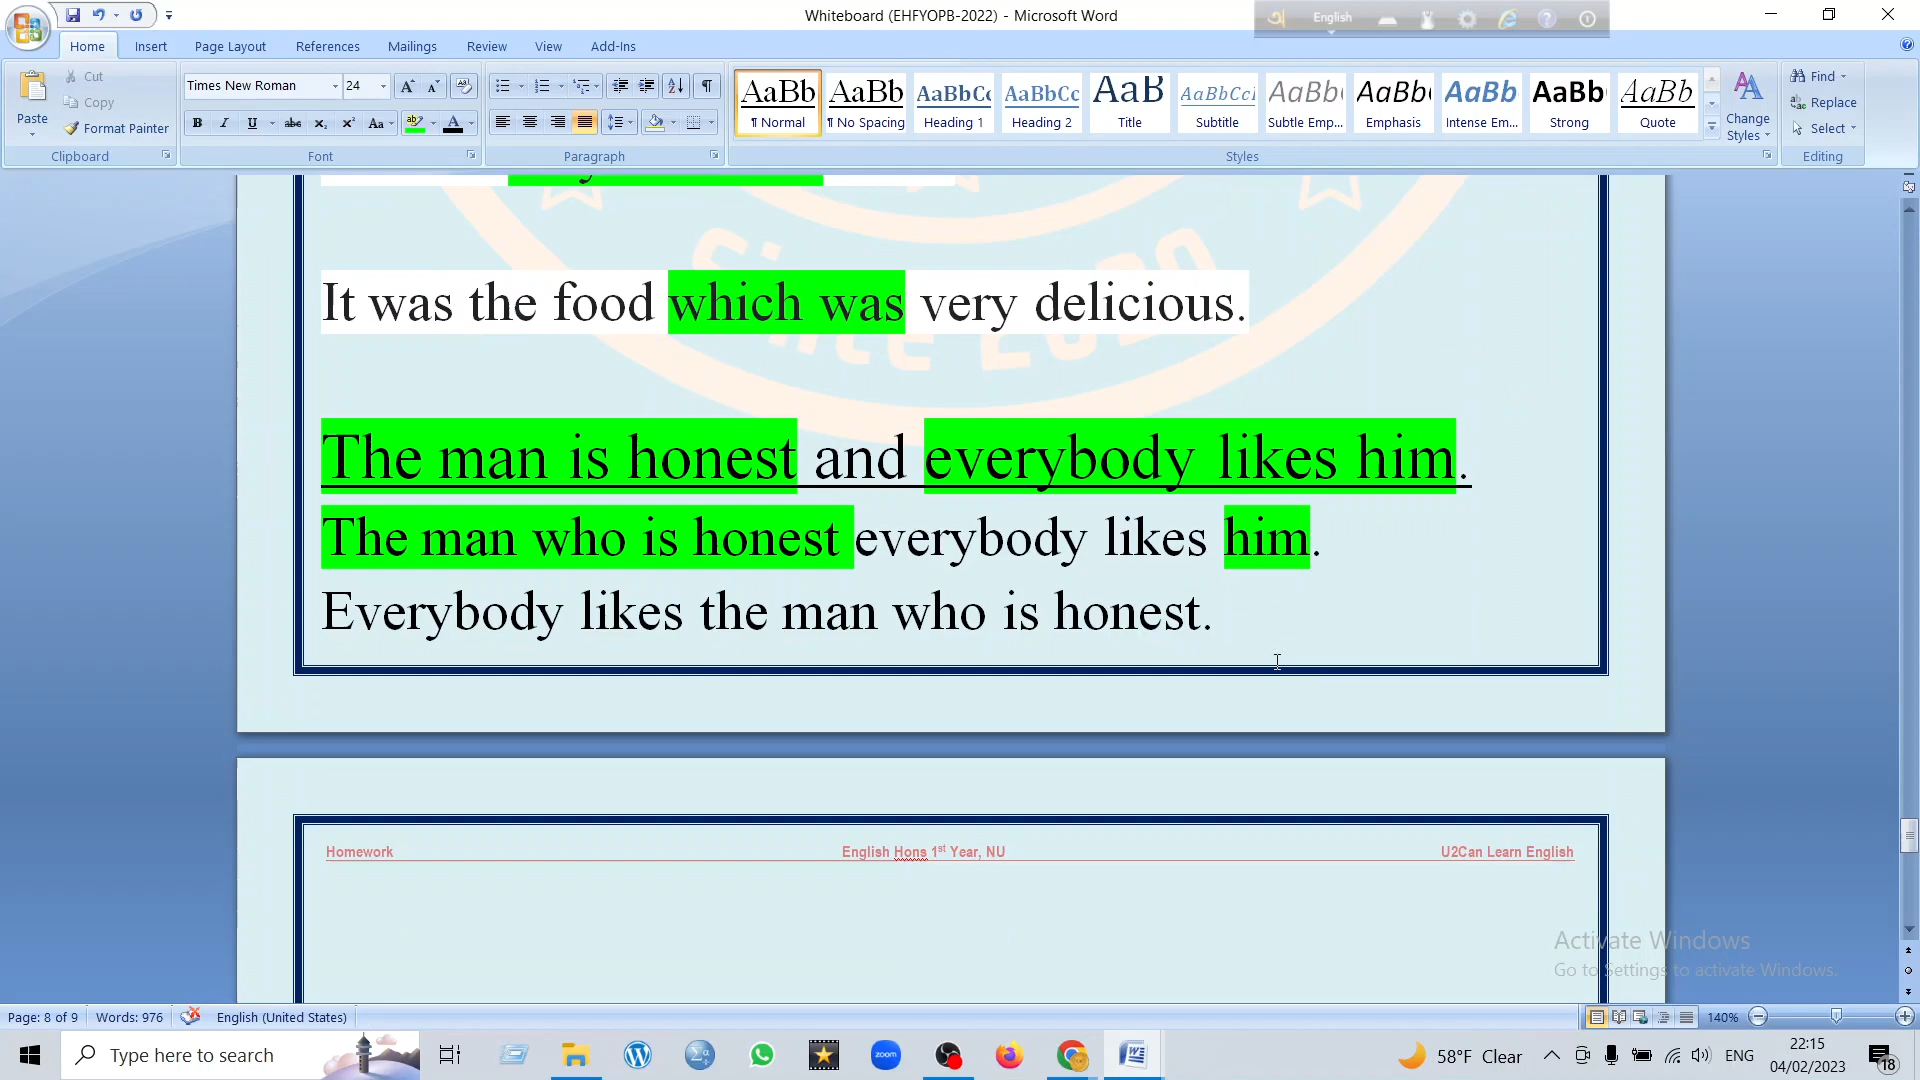 Whiteboard (EHFYOPB-2022) - Microsoft Word
English
Home Insert Page Layout References Mailings Review View Add-Ins
Paste
Cut
Copy
Format Painter
Clipboard
Times New Roman 24
Font
Paragraph
AaBb AaBb AaBbCc AaBbCc AaB AaBbCcI AaBb( AaBb( AaBb AaBb AaBb
¶ Normal ¶ No Spacing Heading 1 Heading 2 Title Subtitle Subtle Emp... Emphasis Intense Em... Strong Quote
Styles
Change Styles
Find
Replace
Select
Editing
Since 2020
It was the food which was very delicious.
The man is honest and everybody likes him.
The man who is honest everybody likes him.
Everybody likes the man who is honest.
Homework English Hons 1st Year, NU U2Can Learn English
Activate Windows
Go to Settings to activate Windows.
Page: 8 of 9 Words: 976 English (United States) 140%
Type here to search
zoom
58°F Clear ENG 22:15
04/02/2023
18